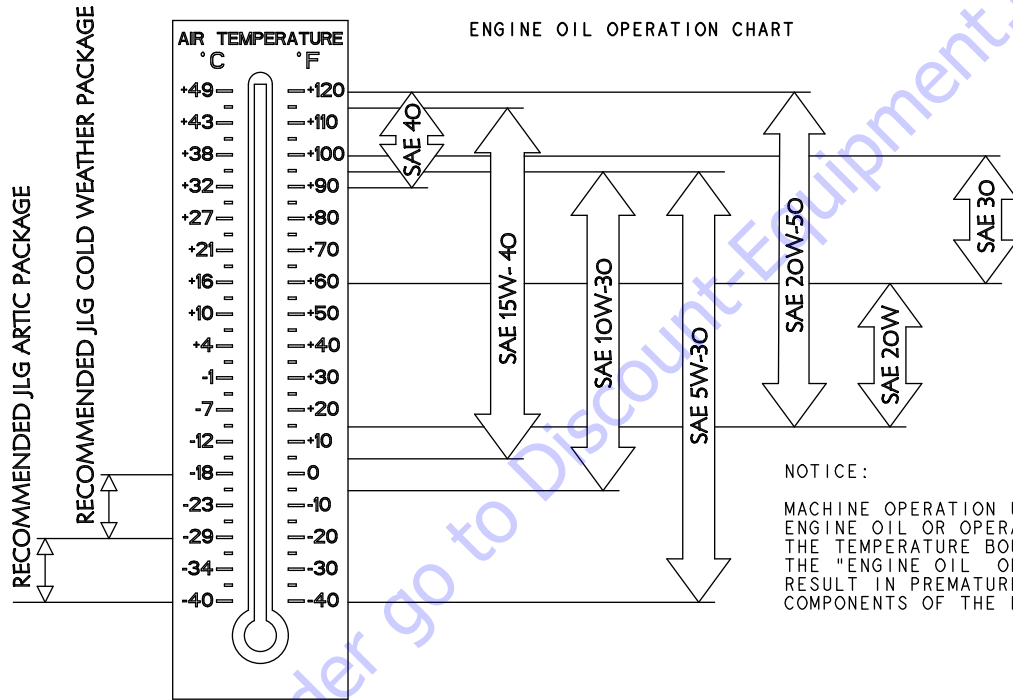 ENGINE OIL OPERATION CHART
RECOMMENDED JLG ARTIC PACKAGE
RECOMMENDED JLG COLD WEATHER PACKAGE
AIR TEMPERATURE
°C °F
+49 +120
+43 +110
+38 +100
+32 +90
+27 +80
+21 +70
+16 +60
+10 +50
+4 +40
-1 +30
-7 +20
-12 +10
-18 0
-23 -10
-29 -20
-34 -30
-40 -40
SAE 40
SAE 15W-40
SAE 10W-30
SAE 5W-30
SAE 20W-50
SAE 20W
SAE 30
NOTICE:
MACHINE OPERATION
ENGINE OIL OR
THE TEMPERATURE
THE "ENGINE OIL
RESULT IN
COMPONENTS OF THE
go to Discount-Equipment.